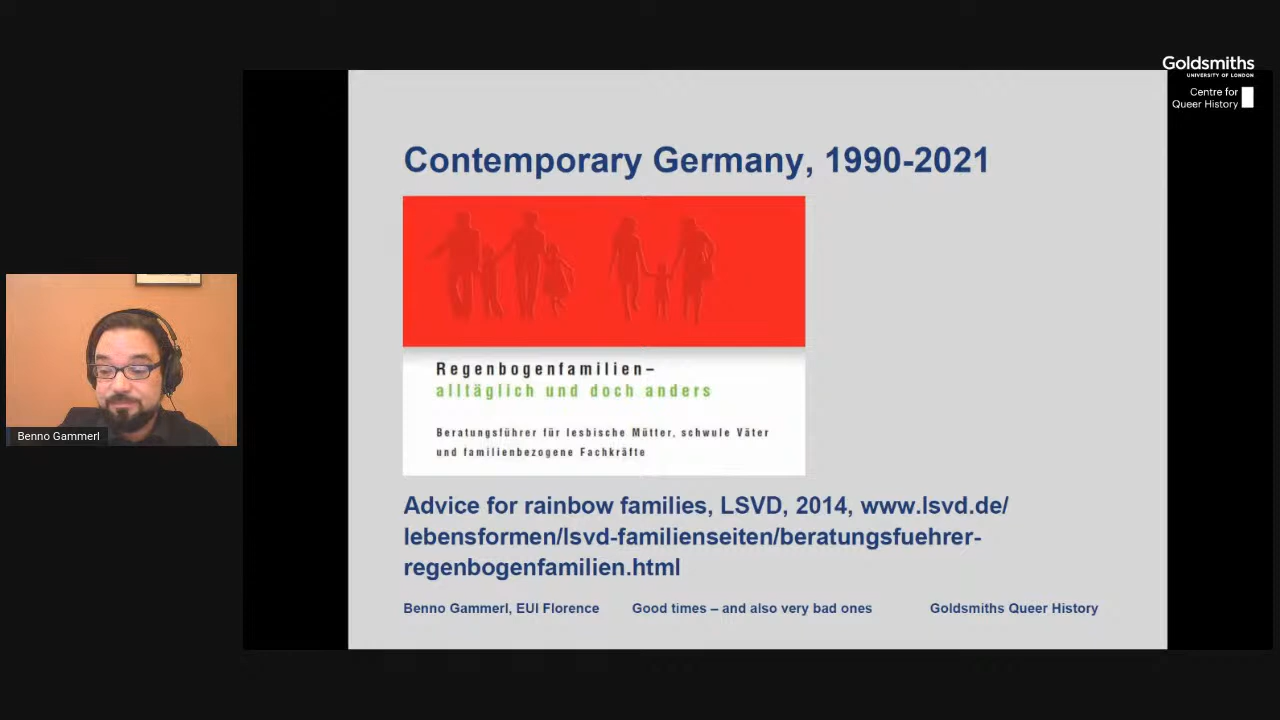 Goldsmiths
UNIVERSITY OF LONDON
Centre for
Queer History
Contemporary Germany, 1990-2021
Regenbogenfamilien–
alltäglich und doch anders
Beratungsführer für lesbische Mütter, schwule Väter
und familienbezogene Fachkräfte
Advice for rainbow families, LSVD, 2014, www.lsvd.de/
lebensformen/lsvd-familienseiten/beratungsfuehrer-
regenbogenfamilien.html
Benno Gammerl, EUI Florence Good times – and also very bad ones Goldsmiths Queer History
Benno Gammerl